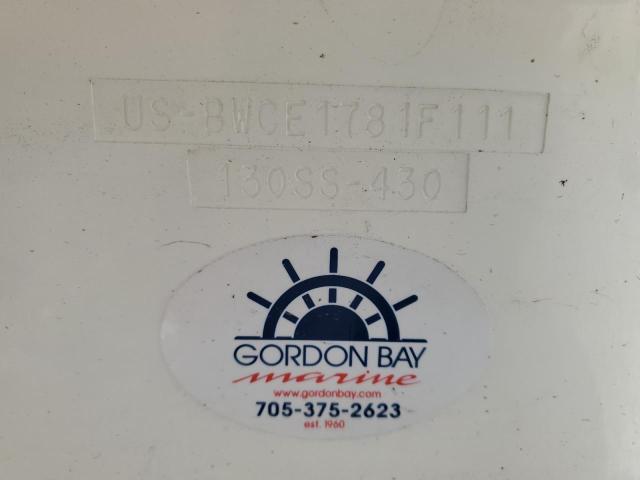 US-BWCE1781F111
130SS-430
GORDON BAY
marine
www.gordonbay.com
705-375-2623
est. 1960